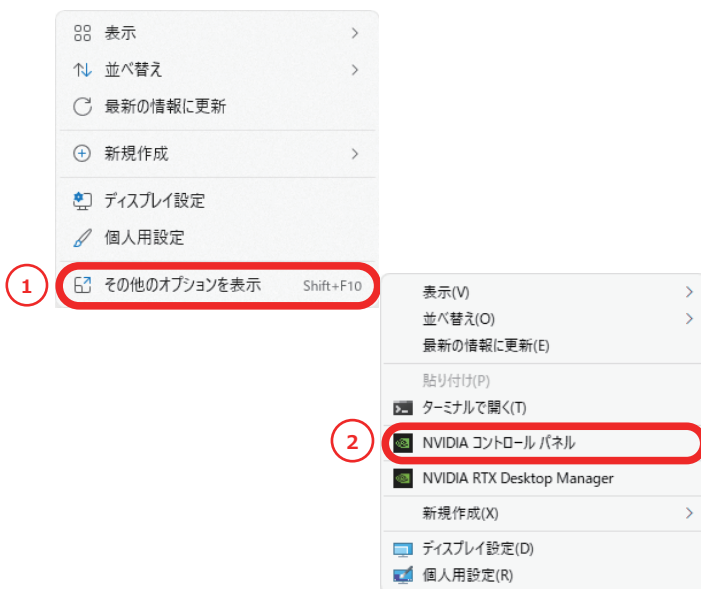 表示
並べ替え
最新の情報に更新
新規作成
ディスプレイ設定
個人用設定
1
その他のオプションを表示 Shift+F10
表示(V)
並べ替え(O)
最新の情報に更新(E)
貼り付け(P)
ターミナルで開く(T)
2
NVIDIA コントロール パネル
NVIDIA RTX Desktop Manager
新規作成(X)
ディスプレイ設定(D)
個人用設定(R)